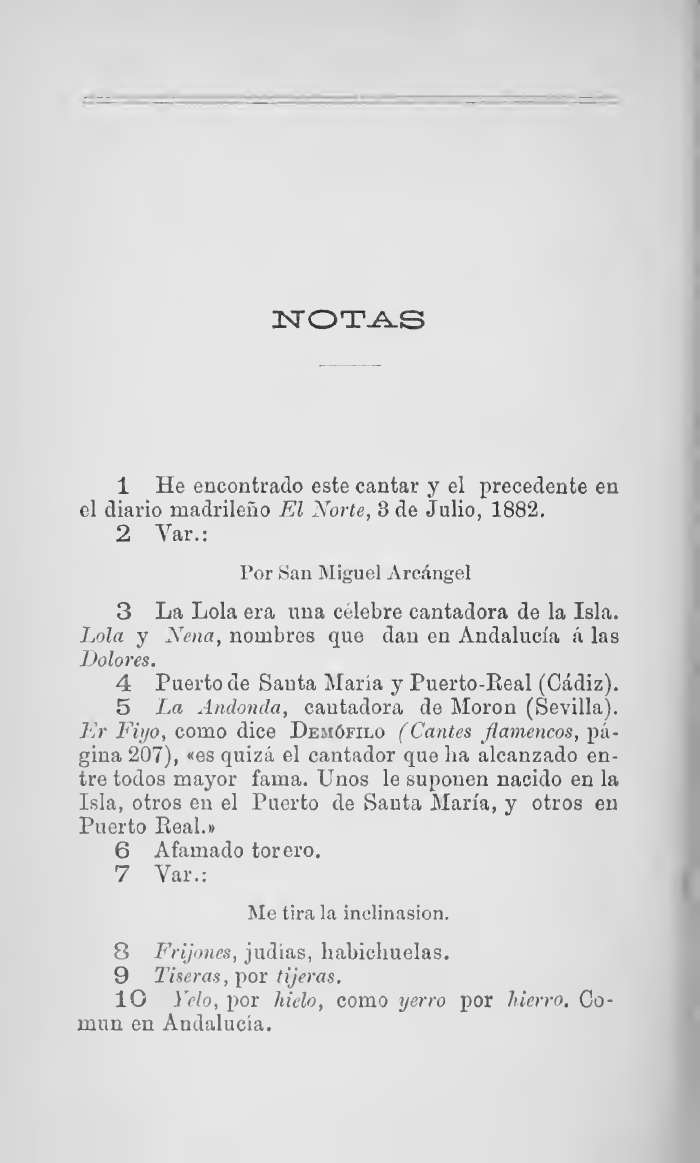 NOTAS
1 He encontrado este cantar y el precedente en
el diario madrileño El Norte, 3 de Julio, 1882.
2 Var.:
Por San Miguel Arcángel
3 La Lola era una célebre cantadora de la Isla.
Lola y Nena, nombres que dan en Andalucía á las
Dolores.
4 Puerto de Santa María y Puerto-Real (Cádiz).
5 La Andonda, cantadora de Moron (Sevilla).
Er Fiyo, como dice DEMÓFILO (Cantes flamencos, pá-
gina 207), «es quizá el cantador que ha alcanzado en-
tre todos mayor fama. Unos le suponen nacido en la
Isla, otros en el Puerto de Santa María, y otros en
Puerto Real.»
6 Afamado torero.
7 Var.:
Me tira la inclinasion.
8 Frijones, judías, habichuelas.
9 Tiseras, por tijeras.
10 Yelo, por hielo, como yerro por hierro. Co-
mun en Andalucía.